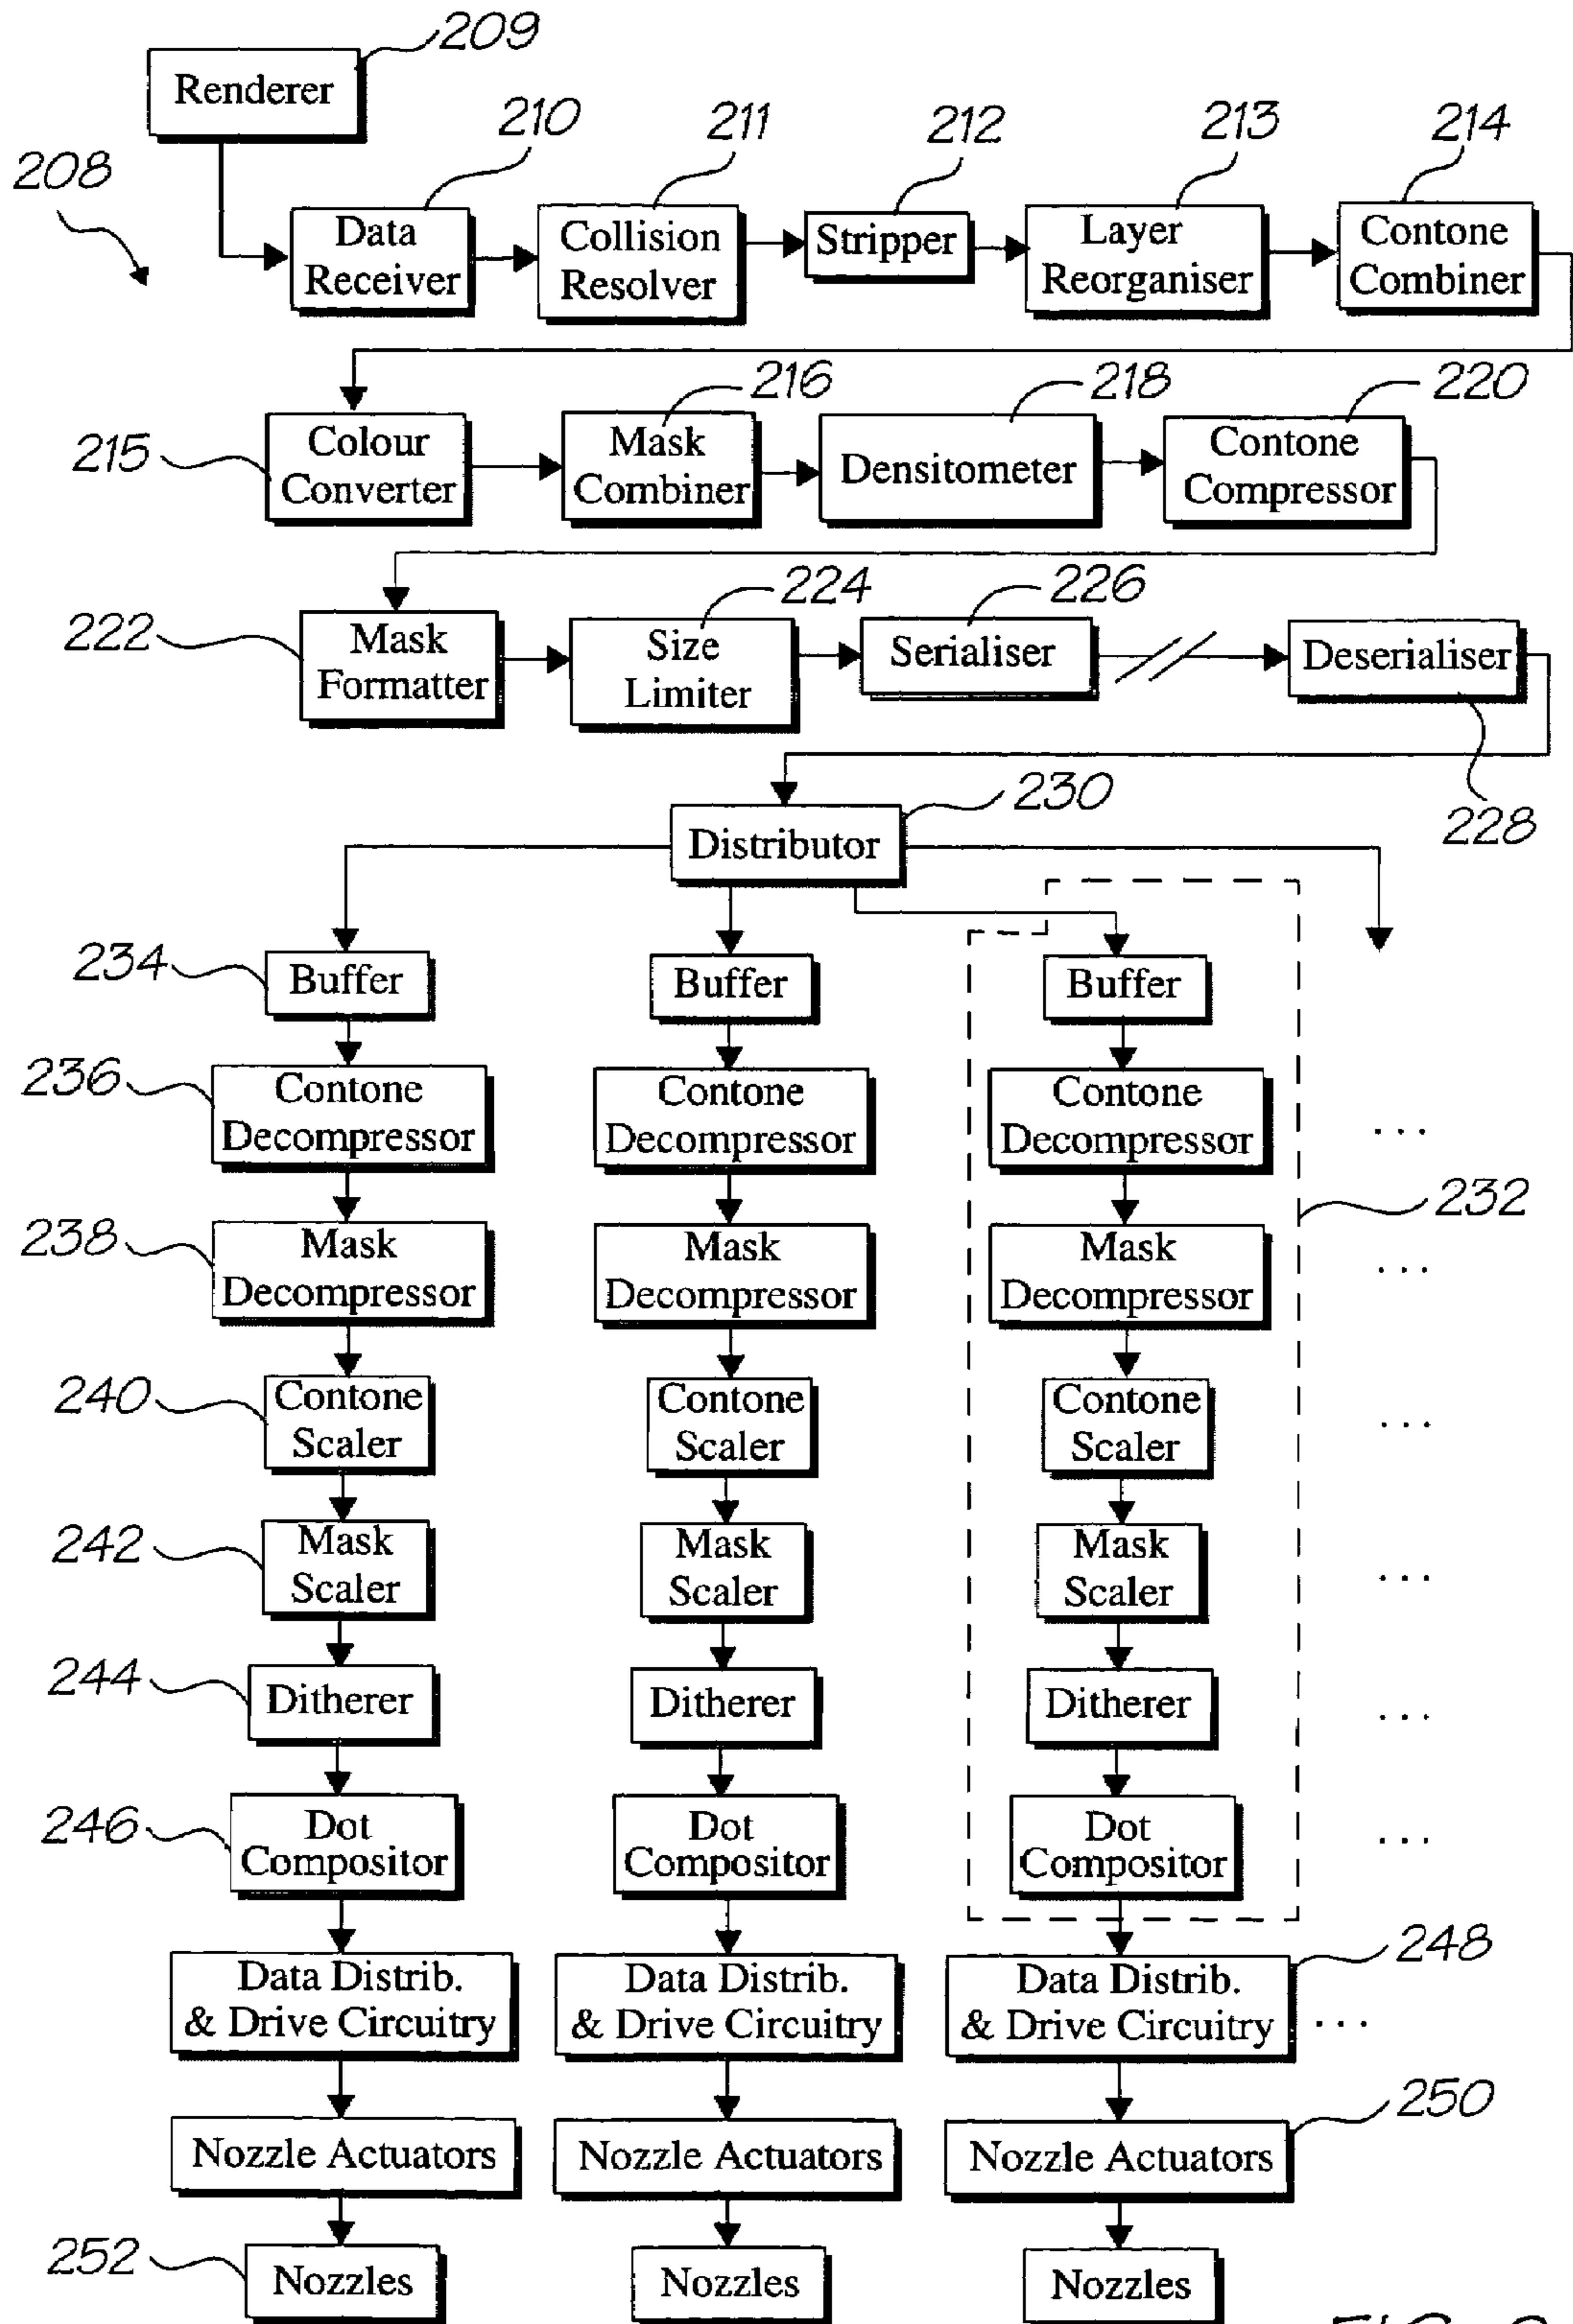 209
Renderer
208
210
211
212
213
214
Data
Receiver
Collision
Resolver
Stripper
Layer
Reorganiser
Contone
Combiner
216
218
220
215
Colour
Converter
Mask
Combiner
Densitometer
Contone
Compressor
222
224
226
Mask
Formatter
Size
Limiter
Serialiser
Deserialiser
228
230
Distributor
234
Buffer
Buffer
Buffer
236
Contone
Decompressor
Contone
Decompressor
Contone
Decompressor
...
232
238
Mask
Decompressor
Mask
Decompressor
Mask
Decompressor
...
240
Contone
Scaler
Contone
Scaler
Contone
Scaler
...
242
Mask
Scaler
Mask
Scaler
Mask
Scaler
...
244
Ditherer
Ditherer
Ditherer
...
246
Dot
Compositor
Dot
Compositor
Dot
Compositor
...
248
Data Distrib.
& Drive Circuitry
Data Distrib.
& Drive Circuitry
Data Distrib.
& Drive Circuitry
...
250
Nozzle Actuators
Nozzle Actuators
Nozzle Actuators
252
Nozzles
Nozzles
Nozzles